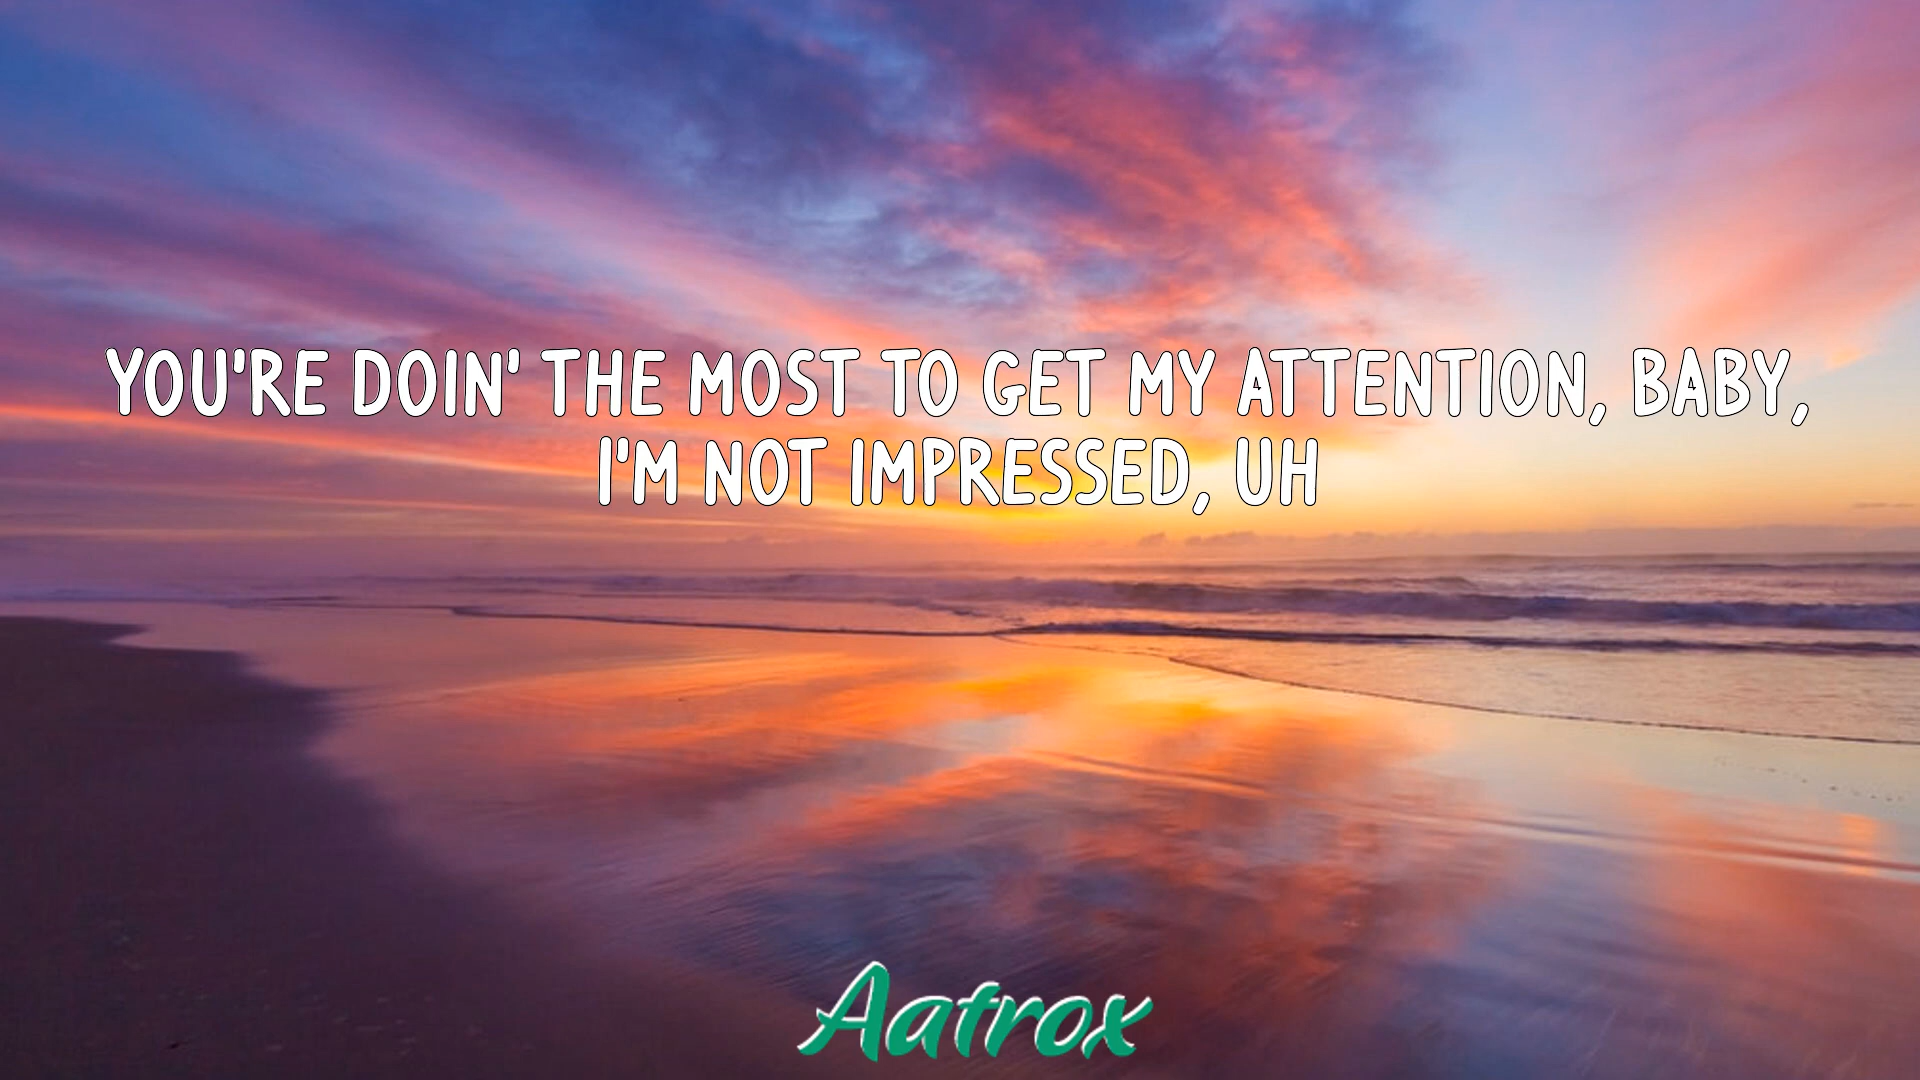 YOU'RE DOIN' THE MOST TO GET MY ATTENTION, BABY,
I'M NOT IMPRESSED, UH
Aatrox